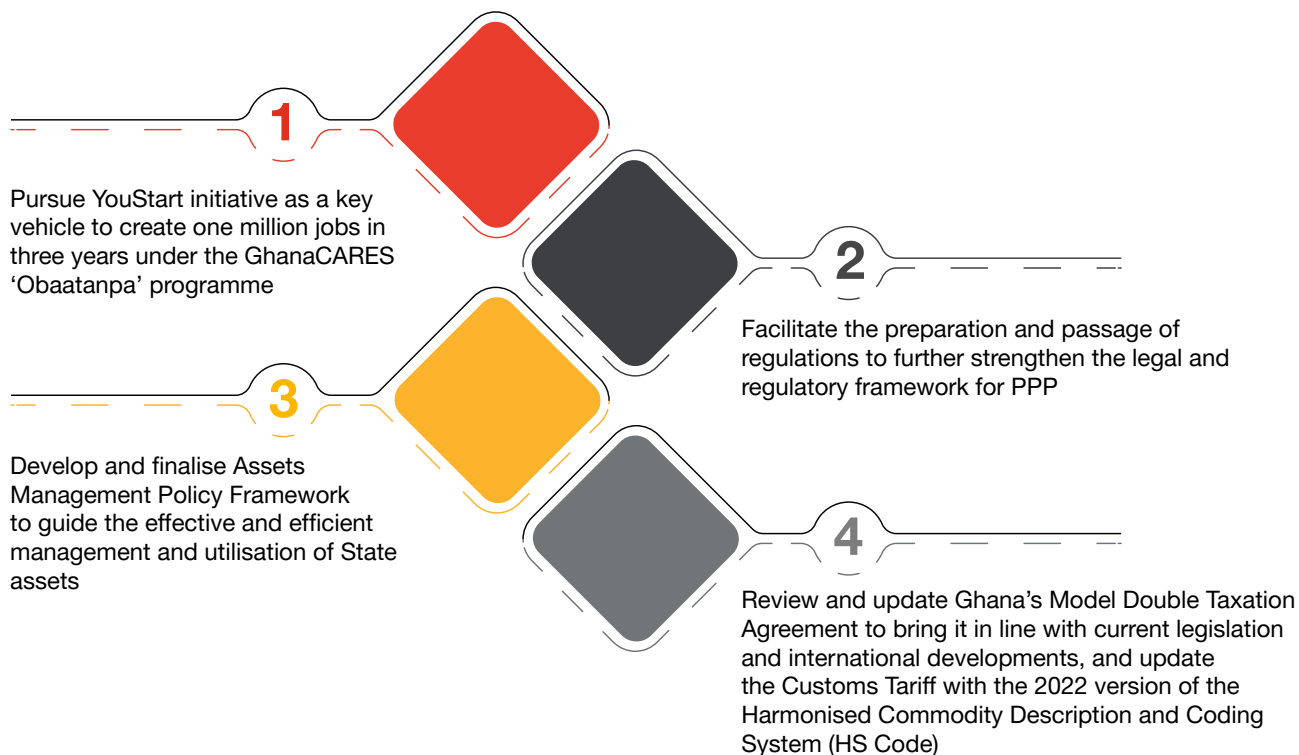 1
Pursue YouStart initiative as a key
vehicle to create one million jobs in
three years under the GhanaCARES
‘Obaatanpa’ programme
2
Facilitate the preparation and passage of
regulations to further strengthen the legal and
regulatory framework for PPP
3
Develop and finalise Assets
Management Policy Framework
to guide the effective and efficient
management and utilisation of State
assets
4
Review and update Ghana’s Model Double Taxation
Agreement to bring it in line with current legislation
and international developments, and update
the Customs Tariff with the 2022 version of the
Harmonised Commodity Description and Coding
System (HS Code)